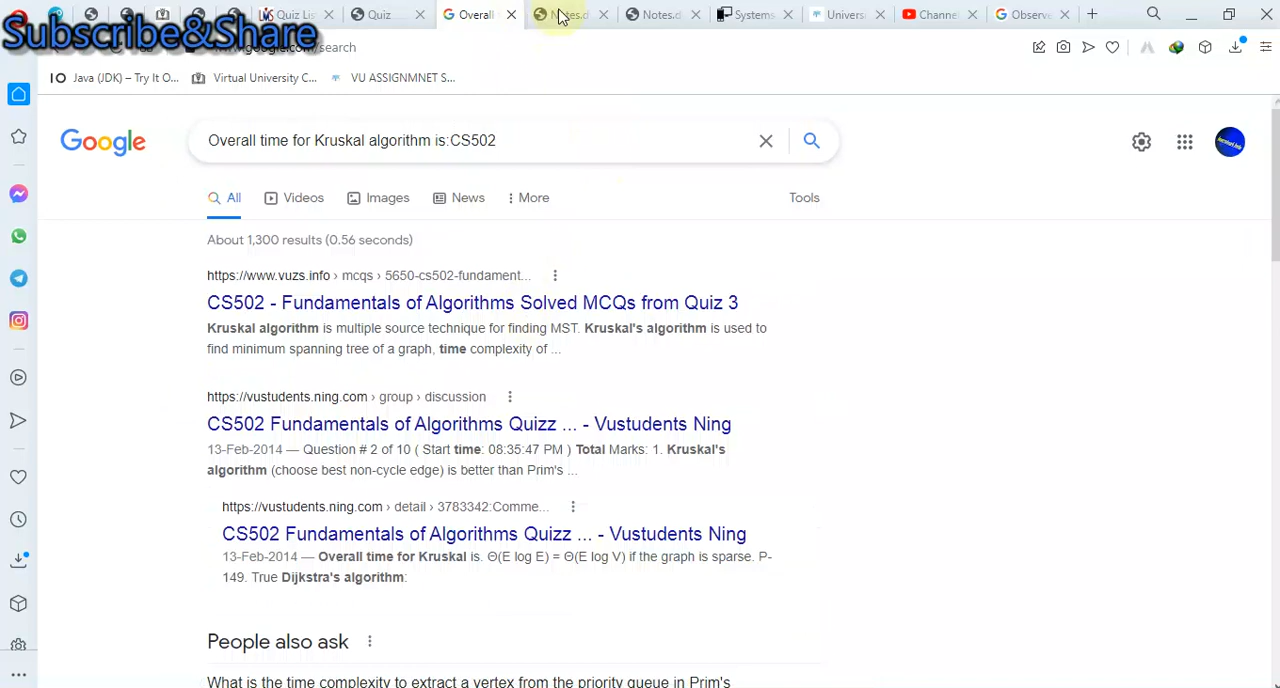 Quiz Lis
Quiz
Overall
Notes.d
Notes.d
Systems
Univers
Channe
Observe
Subscribe&Share
www.google.com/search
Java (JDK) – Try It O...
Virtual University C...
VU ASSIGNMNET S...
Google
Overall time for Kruskal algorithm is:CS502
All
Videos
Images
News
More
Tools
About 1,300 results (0.56 seconds)
https://www.vuzs.info › mcqs › 5650-cs502-fundament...
CS502 - Fundamentals of Algorithms Solved MCQs from Quiz 3
Kruskal algorithm is multiple source technique for finding MST. Kruskal's algorithm is used to
find minimum spanning tree of a graph, time complexity of ...
https://vustudents.ning.com › group › discussion
CS502 Fundamentals of Algorithms Quizz ... - Vustudents Ning
13-Feb-2014 — Question # 2 of 10 ( Start time: 08:35:47 PM ) Total Marks: 1. Kruskal's
algorithm (choose best non-cycle edge) is better than Prim's ...
https://vustudents.ning.com › detail › 3783342:Comme...
CS502 Fundamentals of Algorithms Quizz ... - Vustudents Ning
13-Feb-2014 — Overall time for Kruskal is. Θ(E log E) = Θ(E log V) if the graph is sparse. P-
149. True Dijkstra's algorithm:
People also ask
What is the time complexity to extract a vertex from the priority queue in Prim's